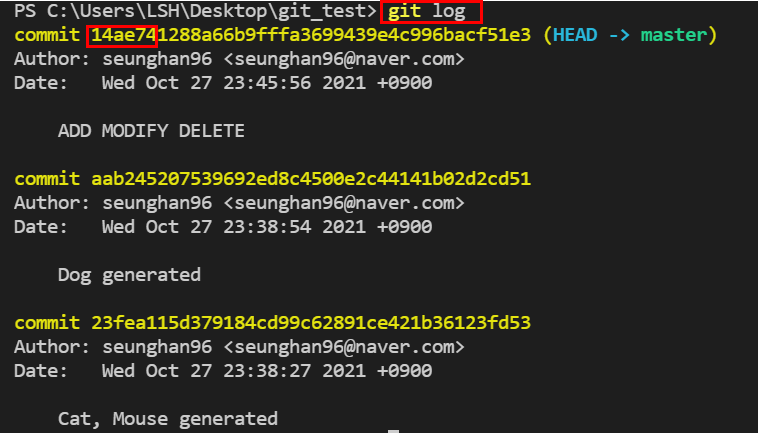 PS C:\Users\LSH\Desktop\git_test> git log
commit 14ae741288a66b9fffa3699439e4c996bacf51e3 (HEAD -> master)
Author: seunghan96 <seunghan96@naver.com>
Date:   Wed Oct 27 23:45:56 2021 +0900
ADD MODIFY DELETE
commit aab245207539692ed8c4500e2c44141b02d2cd51
Author: seunghan96 <seunghan96@naver.com>
Date:   Wed Oct 27 23:38:54 2021 +0900
Dog generated
commit 23fea115d379184cd99c62891ce421b36123fd53
Author: seunghan96 <seunghan96@naver.com>
Date:   Wed Oct 27 23:38:27 2021 +0900
Cat, Mouse generated